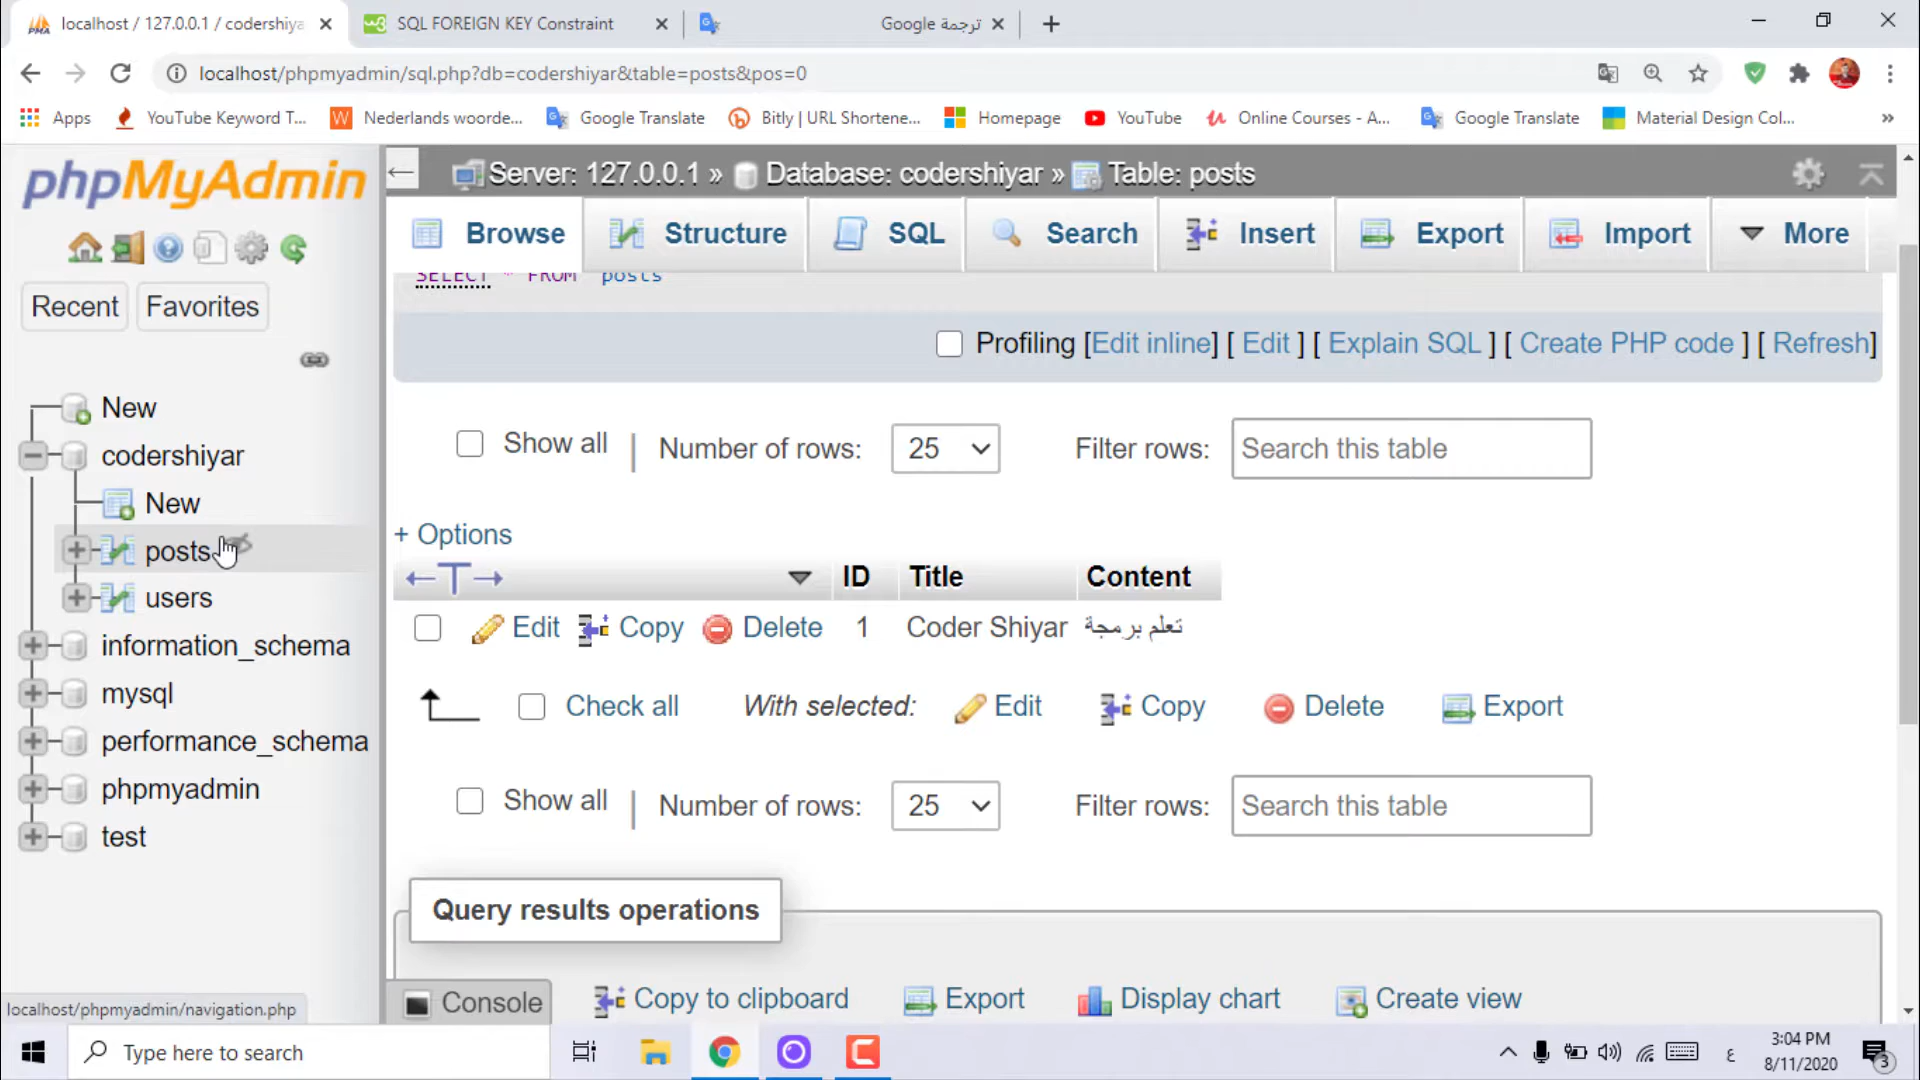 localhost / 127.0.0.1 / codershiya
SQL FOREIGN KEY Constraint
ترجمة Google
localhost/phpmyadmin/sql.php?db=codershiyar&table=posts&pos=0
Apps
YouTube Keyword T...
Nederlands woorde...
Google Translate
Bitly | URL Shortene...
Homepage
YouTube
Online Courses - A...
Google Translate
Material Design Col...
»
phpMyAdmin
Recent
Favorites
New
codershiyar
New
posts
users
information_schema
mysql
performance_schema
phpmyadmin
test
localhost/phpmyadmin/navigation.php
Server: 127.0.0.1 » Database: codershiyar » Table: posts
Browse
Structure
SQL
Search
Insert
Export
Import
More
SELECT * FROM posts
Profiling [Edit inline] [ Edit ] [ Explain SQL ] [ Create PHP code ] [ Refresh]
Show all | Number of rows: 25 Filter rows: Search this table
+ Options
ID Title Content
Edit Copy Delete 1 Coder Shiyar تعلم برمجة
Check all With selected: Edit Copy Delete Export
Show all | Number of rows: 25 Filter rows: Search this table
Query results operations
Console
Copy to clipboard
Export
Display chart
Create view
Type here to search
ع
3:04 PM
8/11/2020
3